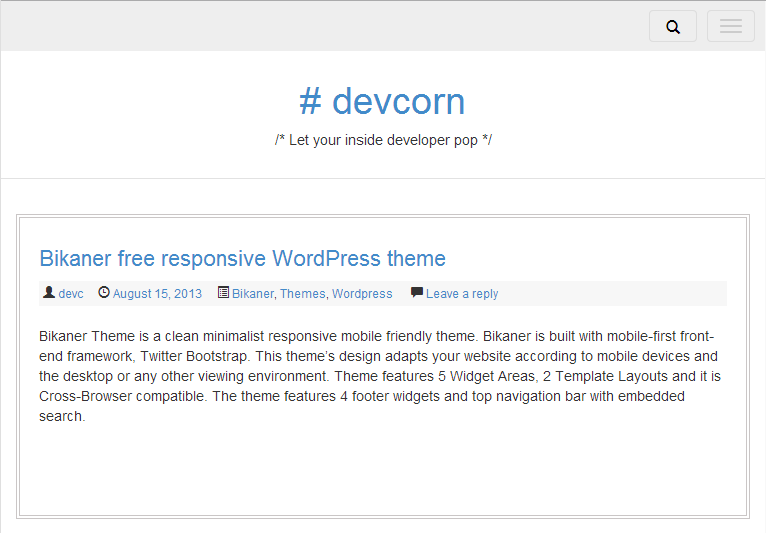 # devcorn
/* Let your inside developer pop */
Bikaner free responsive WordPress theme
devc August 15, 2013 Bikaner, Themes, Wordpress Leave a reply
Bikaner Theme is a clean minimalist responsive mobile friendly theme. Bikaner is built with mobile-first front-
end framework, Twitter Bootstrap. This theme's design adapts your website according to mobile devices and
the desktop or any other viewing environment. Theme features 5 Widget Areas, 2 Template Layouts and it is
Cross-Browser compatible. The theme features 4 footer widgets and top navigation bar with embedded
search.